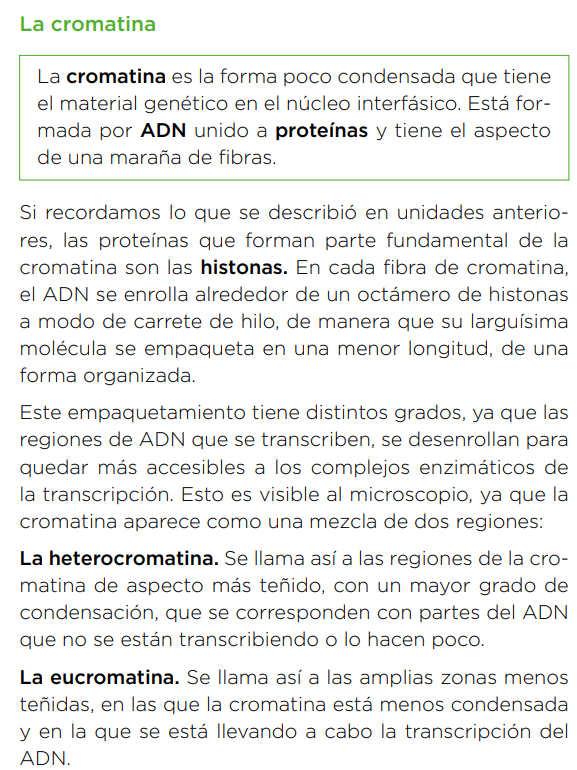 La cromatina
La cromatina es la forma poco condensada que tiene
el material genético en el núcleo interfásico. Está for-
mada por ADN unido a proteínas y tiene el aspecto
de una maraña de fibras.
Si recordamos lo que se describió en unidades anterio-
res, las proteínas que forman parte fundamental de la
cromatina son las histonas. En cada fibra de cromatina,
el ADN se enrolla alrededor de un octámero de histonas
a modo de carrete de hilo, de manera que su larguísima
molécula se empaqueta en una menor longitud, de una
forma organizada.
Este empaquetamiento tiene distintos grados, ya que las
regiones de ADN que se transcriben, se desenrollan para
quedar más accesibles a los complejos enzimáticos de
la transcripción. Esto es visible al microscopio, ya que la
cromatina aparece como una mezcla de dos regiones:
La heterocromatina. Se llama así a las regiones de la cro-
matina de aspecto más teñido, con un mayor grado de
condensación, que se corresponden con partes del ADN
que no se están transcribiendo o lo hacen poco.
La eucromatina. Se llama así a las amplias zonas menos
teñidas, en las que la cromatina está menos condensada
y en la que se está llevando a cabo la transcripción del
ADN.